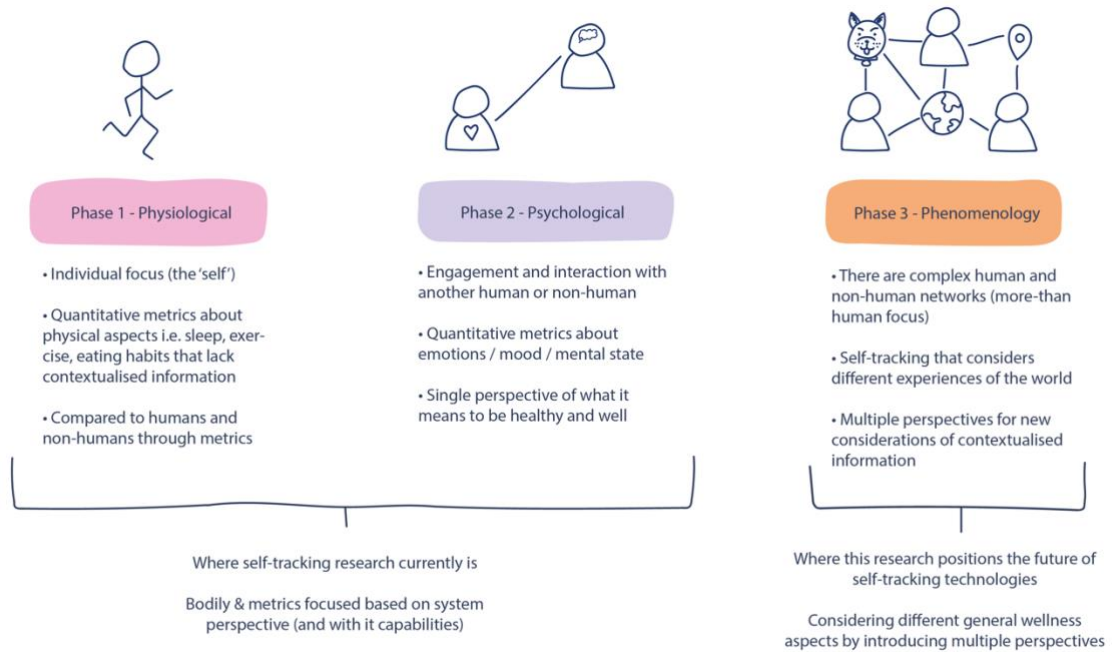 Phase 1 - Physiological
• Individual focus (the ‘self’)
• Quantitative metrics about
physical aspects i.e. sleep, exer-
cise, eating habits that lack
contextualised information
• Compared to humans and
non-humans through metrics
Phase 2 - Psychological
• Engagement and interaction with
another human or non-human
• Quantitative metrics about
emotions / mood / mental state
• Single perspective of what it
means to be healthy and well
Where self-tracking research currently is
Bodily & metrics focused based on system
perspective (and with it capabilities)
Phase 3 - Phenomenology
• There are complex human and
non-human networks (more-than
human focus)
• Self-tracking that considers
different experiences of the world
• Multiple perspectives for new
considerations of contextualised
information
Where this research positions the future of
self-tracking technologies
Considering different general wellness
aspects by introducing multiple perspectives